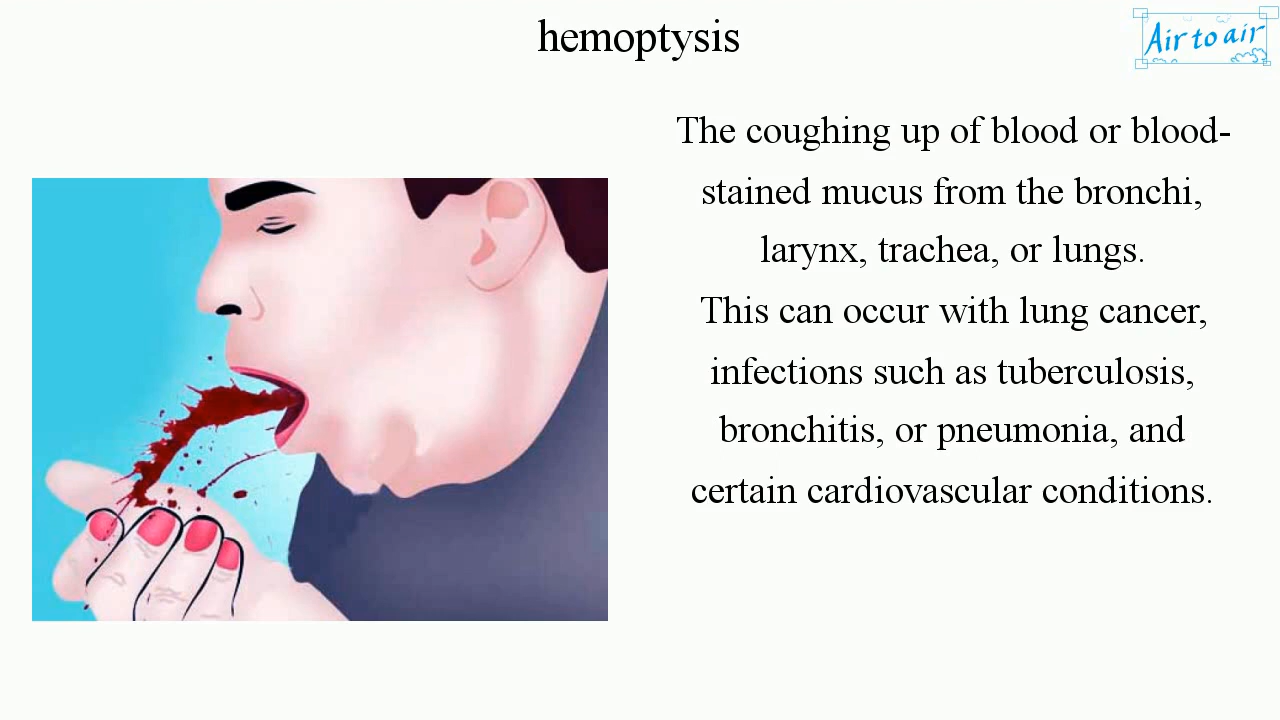 hemoptysis
Air to air
The coughing up of blood or blood-
stained mucus from the bronchi,
larynx, trachea, or lungs.
This can occur with lung cancer,
infections such as tuberculosis,
bronchitis, or pneumonia, and
certain cardiovascular conditions.